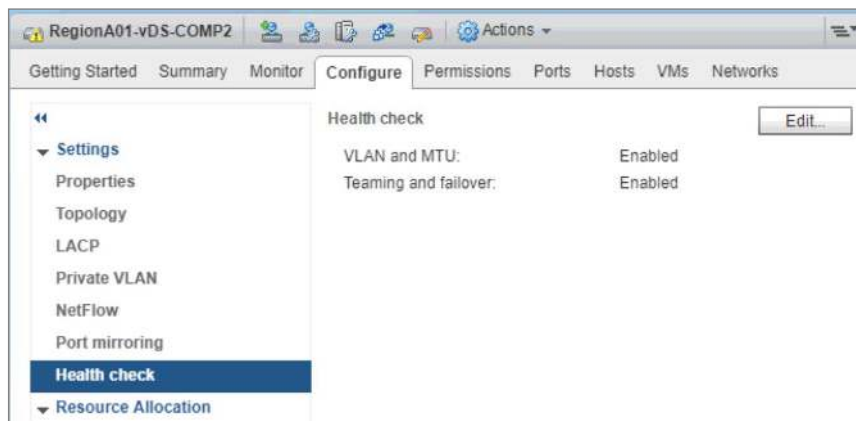 RegionA01-vDS-COMP2 Actions
Getting Started Summary Monitor Configure Permissions Ports Hosts VMs Networks
Health check Edit...
Settings
VLAN and MTU: Enabled
Properties
Teaming and failover: Enabled
Topology
LACP
Private VLAN
NetFlow
Port mirroring
Health check
Resource Allocation